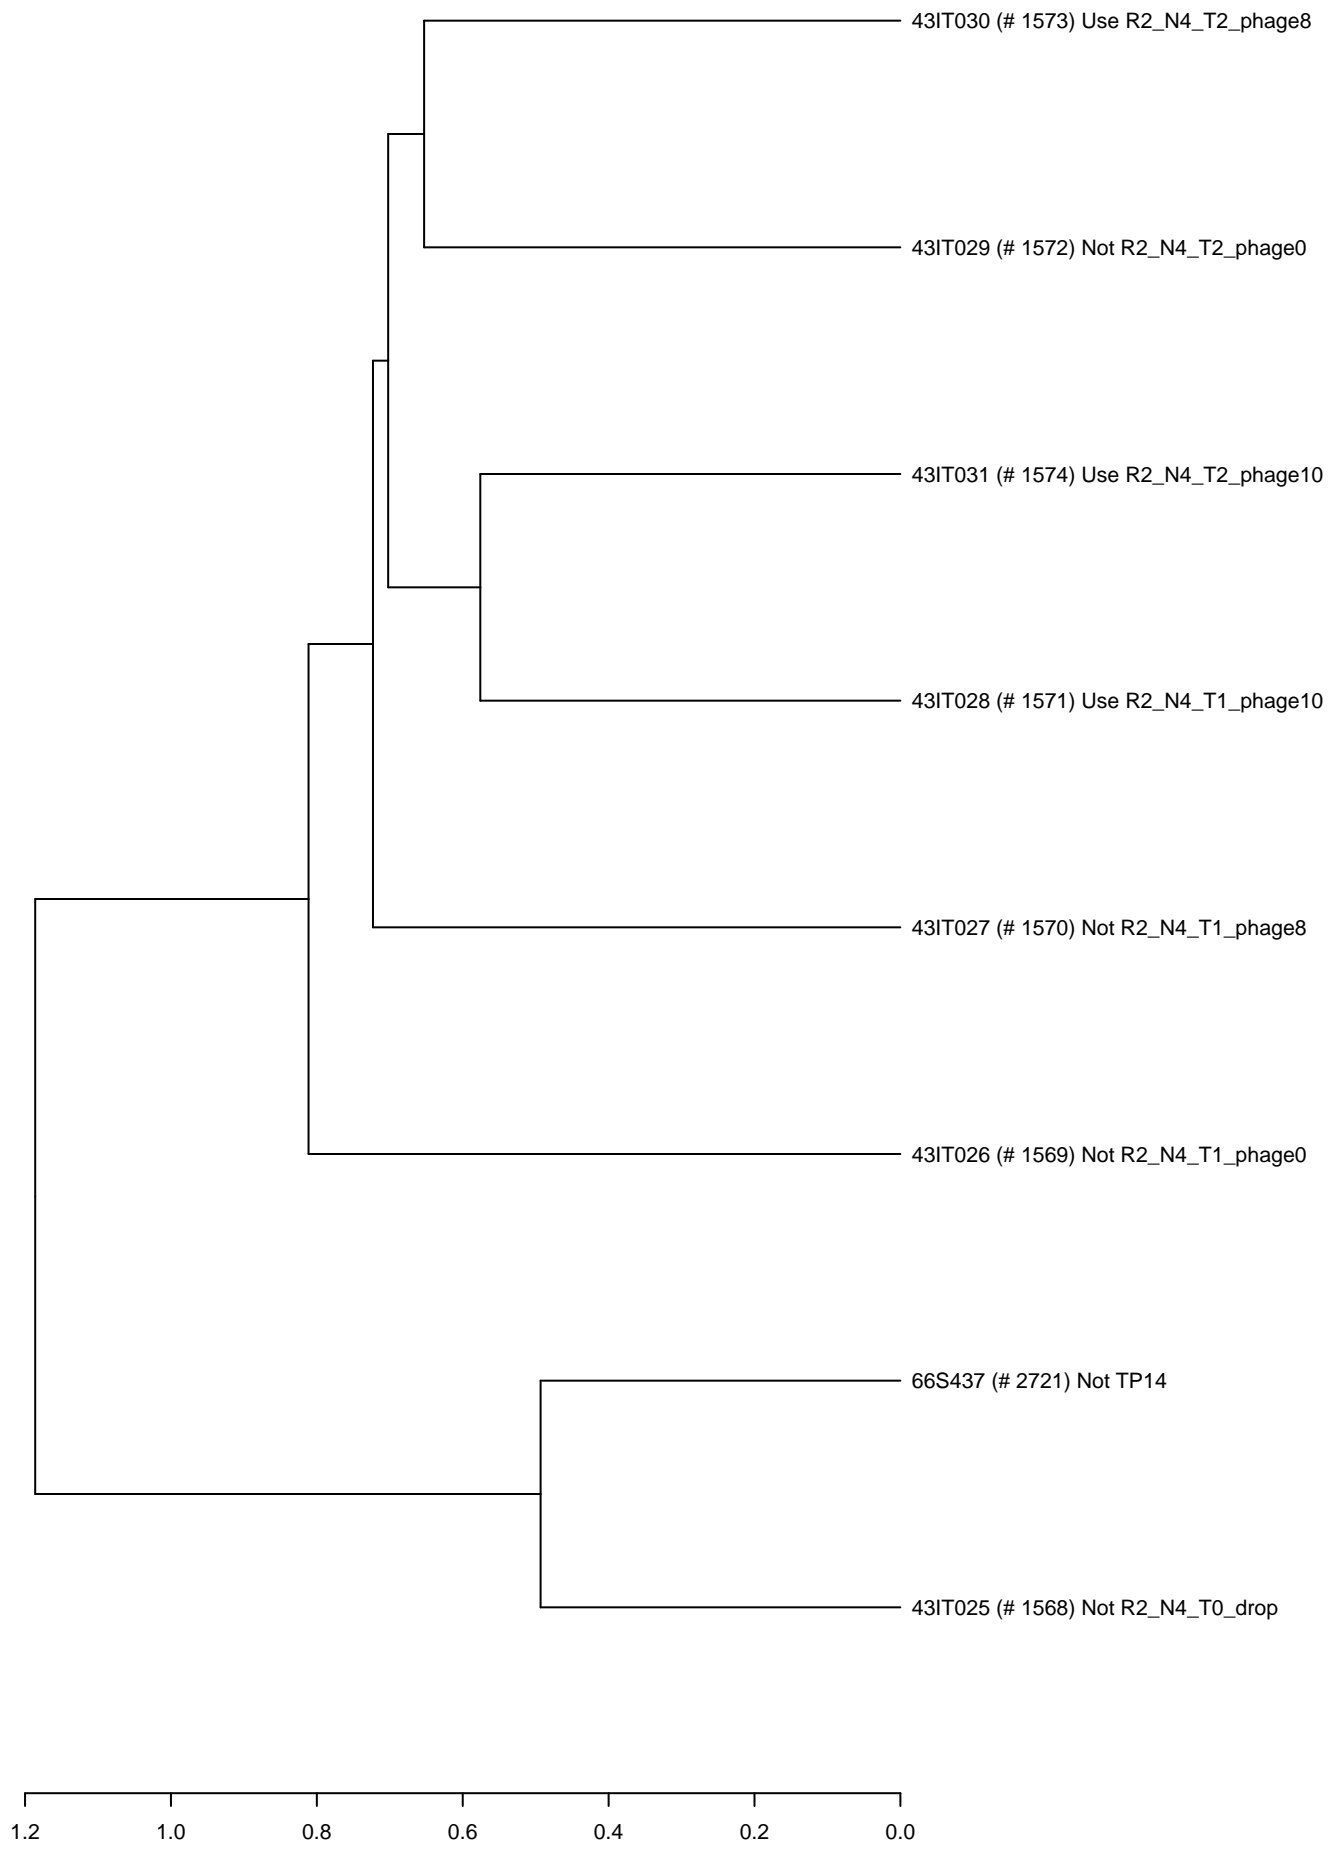 43IT030 (# 1573) Use R2_N4_T2_phage8
43IT029 (# 1572) Not R2_N4_T2_phage0
43IT031 (# 1574) Use R2_N4_T2_phage10
43IT028 (# 1571) Use R2_N4_T1_phage10
43IT027 (# 1570) Not R2_N4_T1_phage8
43IT026 (# 1569) Not R2_N4_T1_phage0
66S437 (# 2721) Not TP14
43IT025 (# 1568) Not R2_N4_T0_drop
1.2 1.0 0.8 0.6 0.4 0.2 0.0